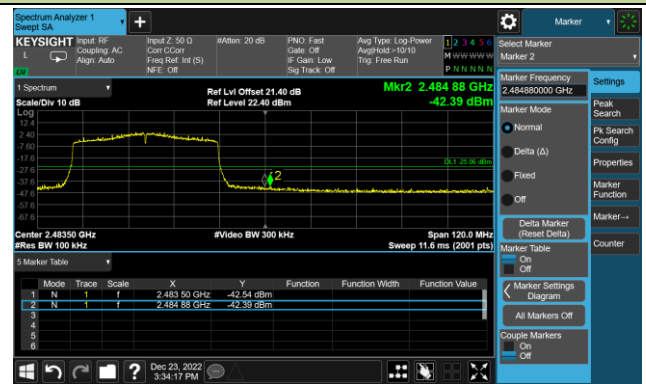 Spectrum Analyzer 1
Swept SA
+
Marker
KEYSIGHT
L
Input: RF
Coupling: AC
Align: Auto
Input Z: 50 Ω
Corr CCorr
Freq Ref: Int (S)
NFE: Off
#Atten: 20 dB
PNO: Fast
Gate: Off
IF Gain: Low
Sig Track: Off
Avg Type: Log-Power
Avg|Hold:>10/10
Trig: Free Run
1 2 3 4 5 6
M W W W W W
P N N N N N
Select Marker
Marker 2
1 Spectrum
Scale/Div 10 dB
Ref Lvl Offset 21.40 dB
Ref Level 22.40 dBm
Mkr2 2.484 88 GHz
-42.39 dBm
Log
12.4
2.40
-7.60
-17.6
-27.6
-37.6
-47.6
-57.6
-67.6
DL1 -25.06 dBm
2
Center 2.48350 GHz
#Res BW 100 kHz
#Video BW 300 kHz
Span 120.0 MHz
Sweep 11.6 ms (2001 pts)
5 Marker Table
Mode Trace Scale X Y Function Function Width Function Value
1 N 1 f 2.483 50 GHz -42.54 dBm
2 N 1 f 2.484 88 GHz -42.39 dBm
3
4
5
6
Marker Frequency
2.484880000 GHz
Marker Mode
Normal
Delta (Δ)
Fixed
Off
Delta Marker
(Reset Delta)
Marker Table
On
Off
Marker Settings
Diagram
All Markers Off
Couple Markers
On
Off
Settings
Peak
Search
Pk Search
Config
Properties
Marker
Function
Marker→
Counter
?
Dec 23, 2022
3:34:17 PM